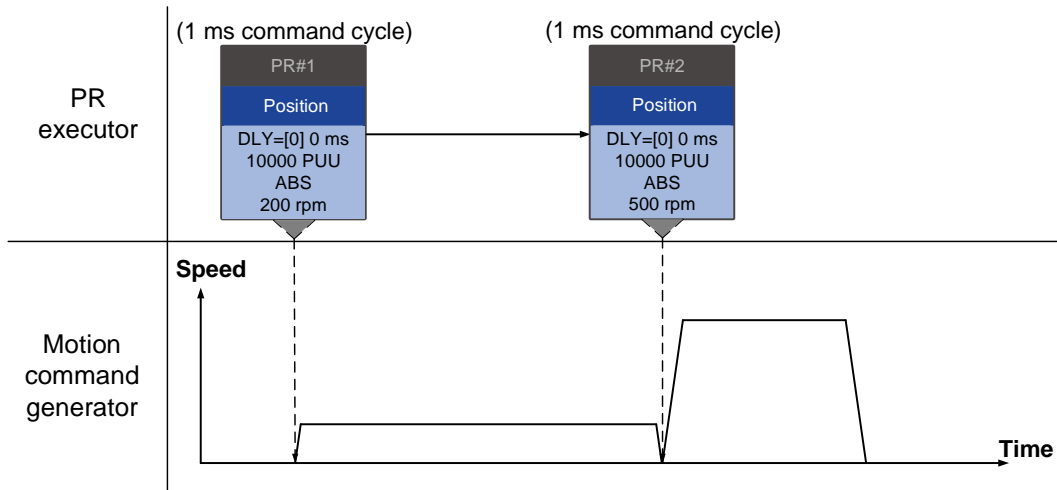 (1 ms command cycle)
(1 ms command cycle)
PR
executor
PR#1
Position
DLY=[0] 0 ms
10000 PUU
ABS
200 rpm
PR#2
Position
DLY=[0] 0 ms
10000 PUU
ABS
500 rpm
Motion
command
generator
Speed
Time